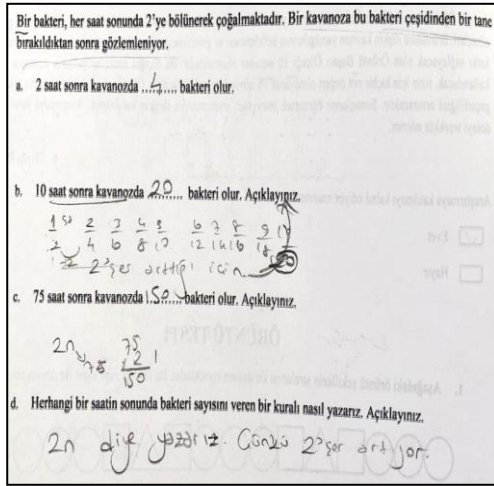 Bir bakteri, her saat sonunda 2'ye bölünerek çoğalmaktadır. Bir kavanoza bu bakteri çeşidinden bir tane
bırakıldıktan sonra gözlemleniyor.
a. 2 saat sonra kavanozda ..4.. bakteri olur.
b. 10 saat sonra kavanozda 20 bakteri olur. Açıklayınız.
1 sa 2 3 4 5 6 7 8 9 10
2 4 6 8 10 12 14 16 18 20
2'şer arttığı için
c. 75 saat sonra kavanozda 150 bakteri olur. Açıklayınız.
2n 75
75 2 1
150
d. Herhangi bir saatin sonunda bakteri sayısını veren bir kuralı nasıl yazarız. Açıklayınız.
2n diye yazarız. Çünkü 2'şer artıyor.